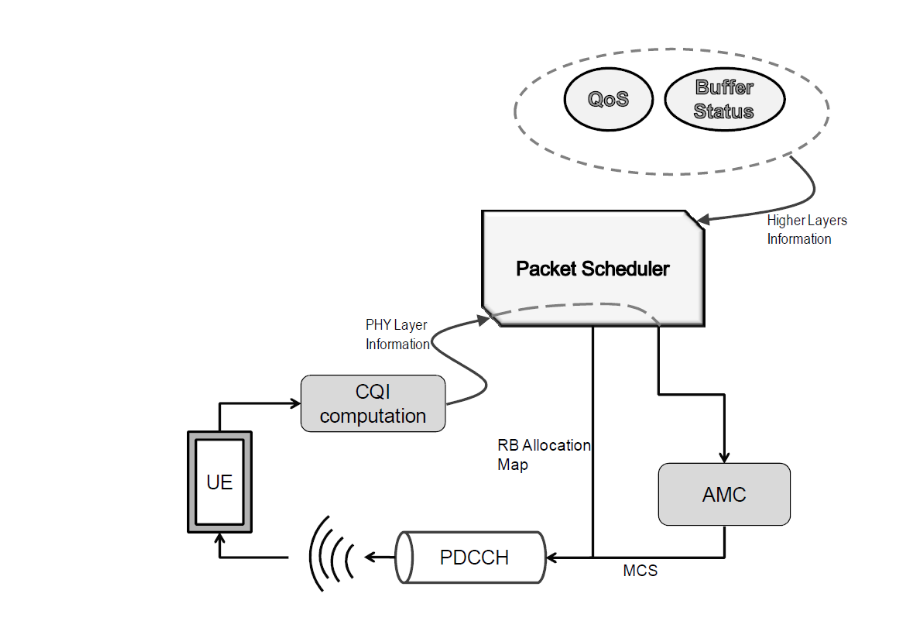 QoS
Buffer
Status
Higher Layers
Information
Packet Scheduler
PHY Layer
Information
CQI
computation
RB Allocation
Map
UE
AMC
PDCCH
MCS